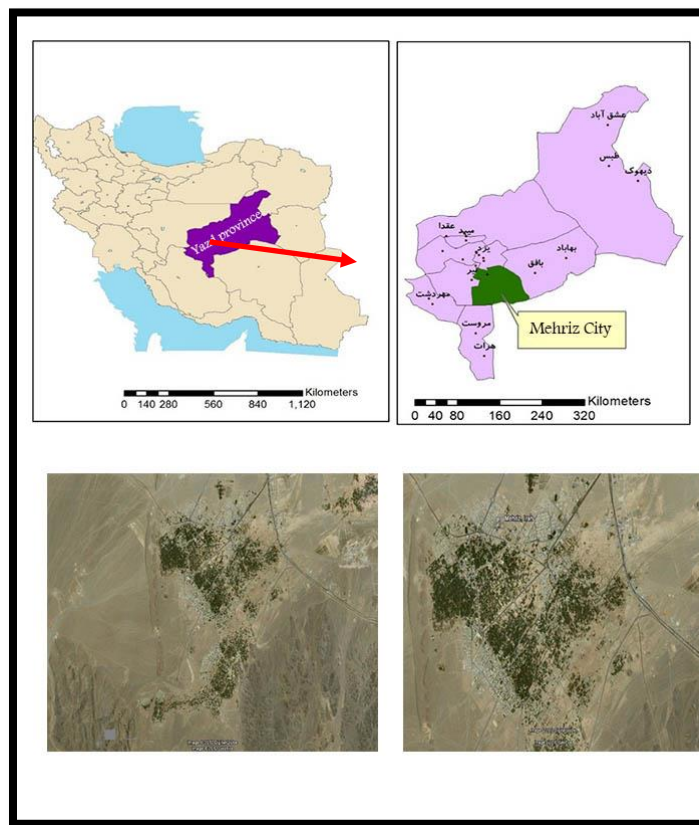 Yazd province
Kilometers
0 140 280 560 840 1,120
عشق آباد
طبس
دیهوک
عقدا
میبد
یزد
بهاباد
بافق
مهردشت
مروست
هرات
Mehriz City
Kilometers
0 40 80 160 240 320